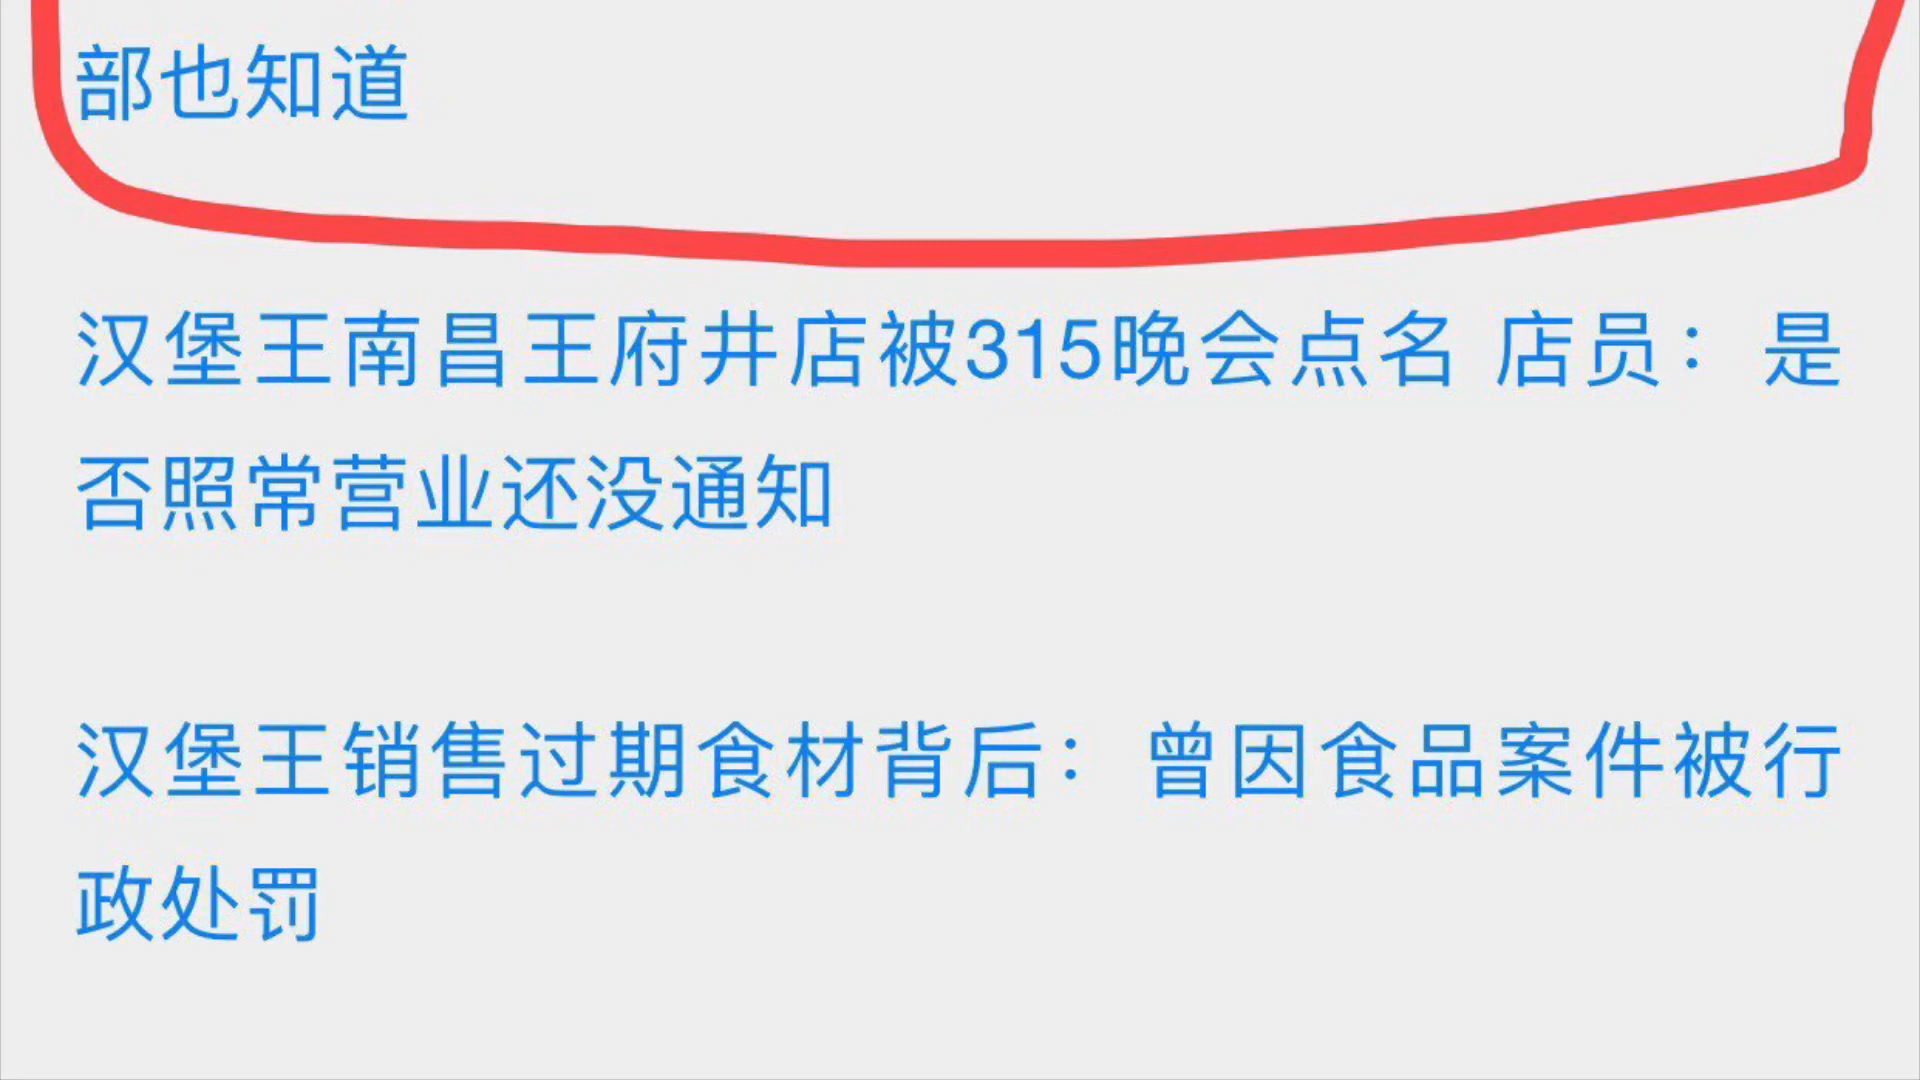 部也知道
汉堡王南昌王府井店被315晚会点名 店员：是
否照常营业还没通知
汉堡王销售过期食材背后：曾因食品案件被行
政处罚